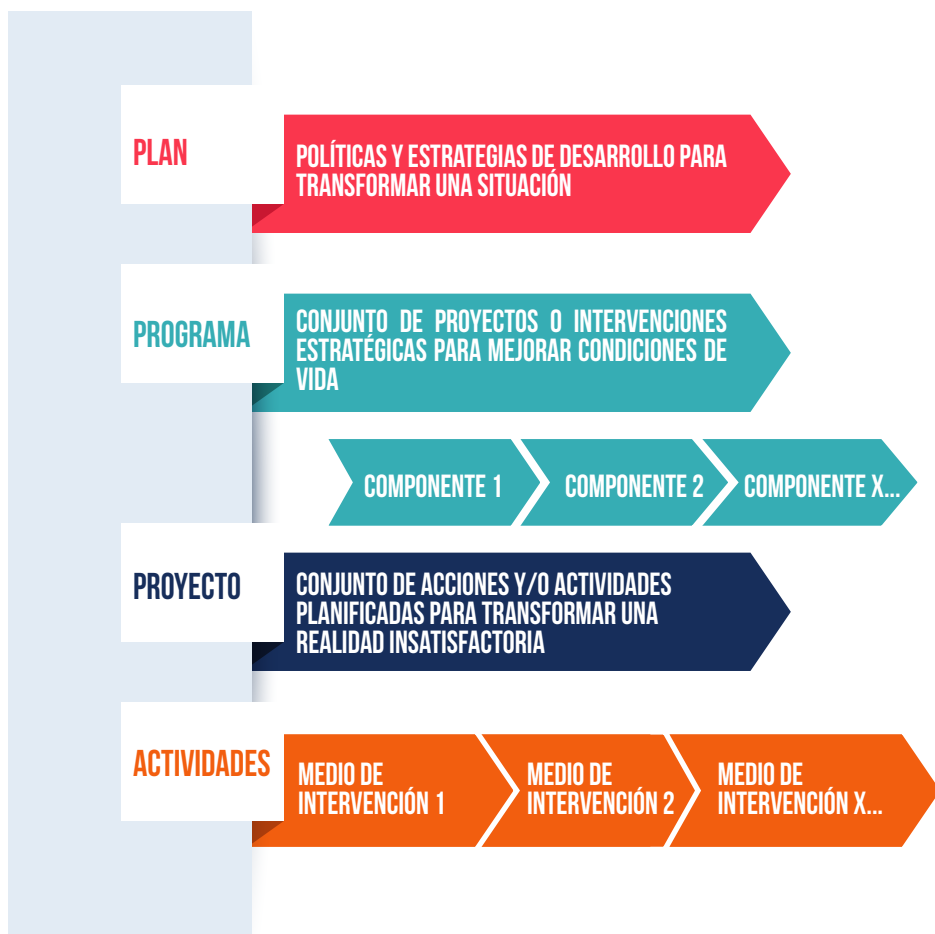 PLAN
POLÍTICAS Y ESTRATEGIAS DE DESARROLLO PARA
TRANSFORMAR UNA SITUACIÓN
PROGRAMA
CONJUNTO DE PROYECTOS O INTERVENCIONES
ESTRATÉGICAS PARA MEJORAR CONDICIONES DE
VIDA
COMPONENTE 1
COMPONENTE 2
COMPONENTE X...
PROYECTO
CONJUNTO DE ACCIONES Y/O ACTIVIDADES
PLANIFICADAS PARA TRANSFORMAR UNA
REALIDAD INSATISFACTORIA
ACTIVIDADES
MEDIO DE
INTERVENCIÓN 1
MEDIO DE
INTERVENCIÓN 2
MEDIO DE
INTERVENCIÓN X...